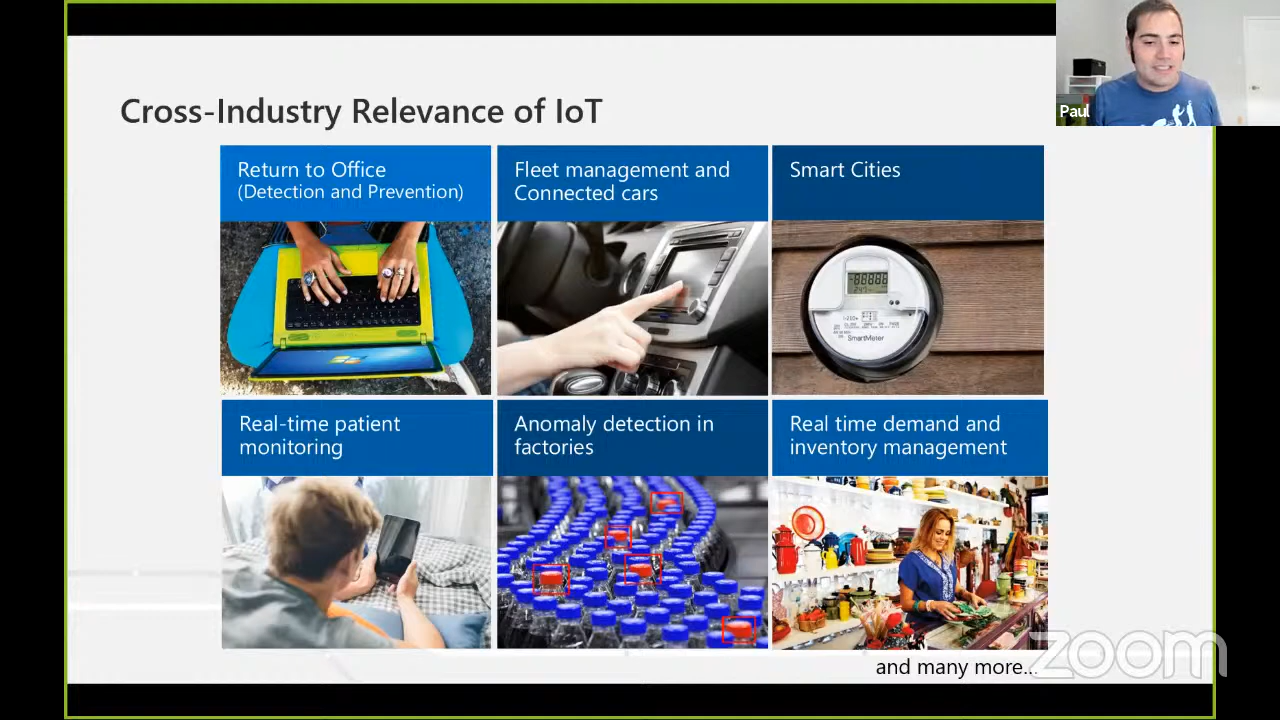 Paul
Cross-Industry Relevance of IoT
Return to Office
(Detection and Prevention)
Fleet management and
Connected cars
Smart Cities
SmartMeter
Real-time patient
monitoring
Anomaly detection in
factories
Real time demand and
inventory management
and many more...
zoom